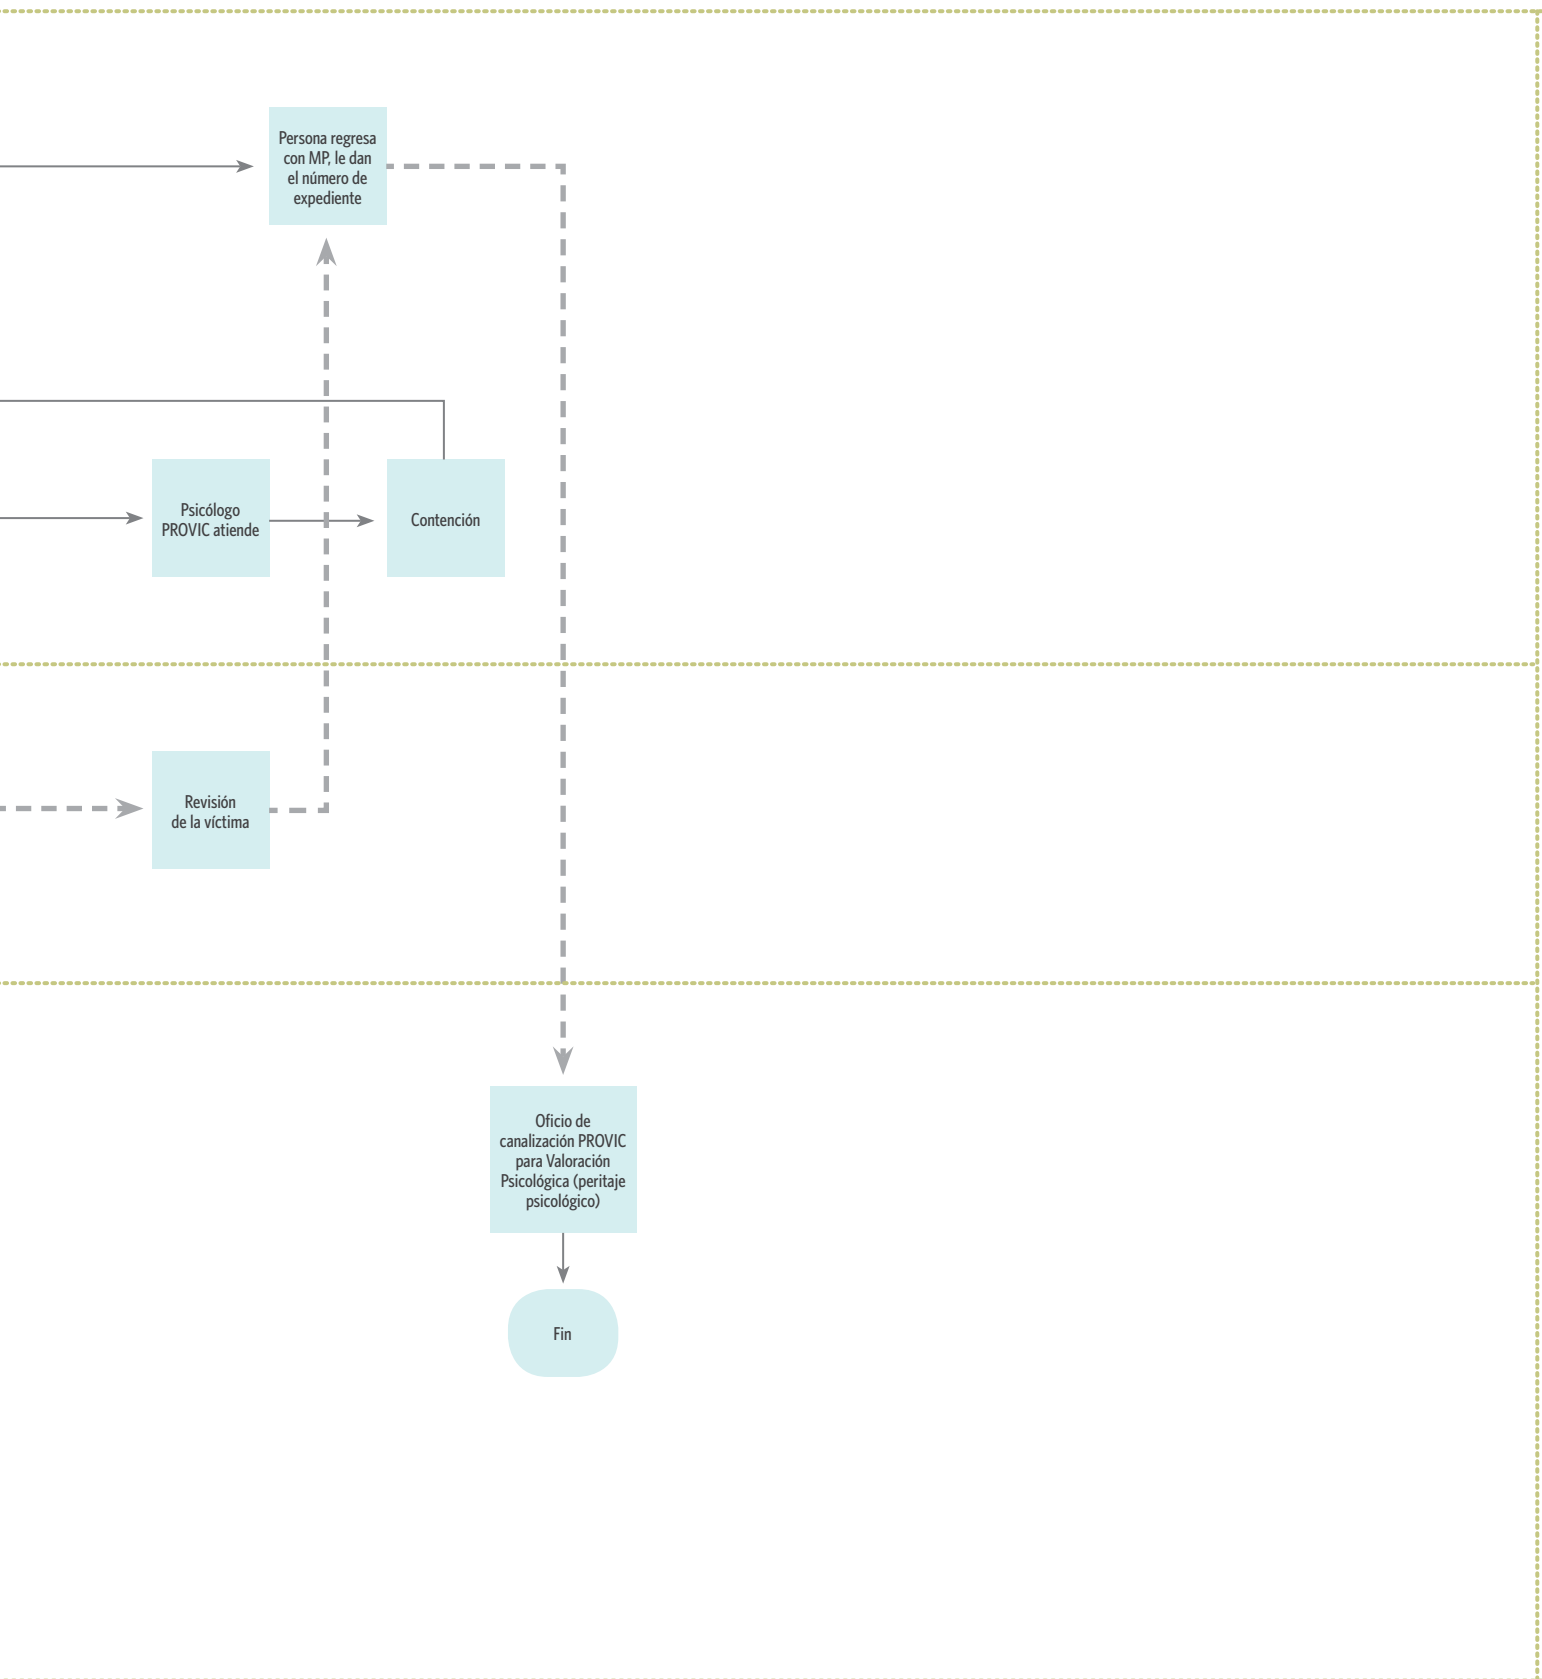 Persona regresa
con MP, le dan
el número de
expediente
Psicólogo
PROVIC atiende
Contención
Revisión
de la víctima
Oficio de
canalización PROVIC
para Valoración
Psicológica (peritaje
psicológico)
Fin